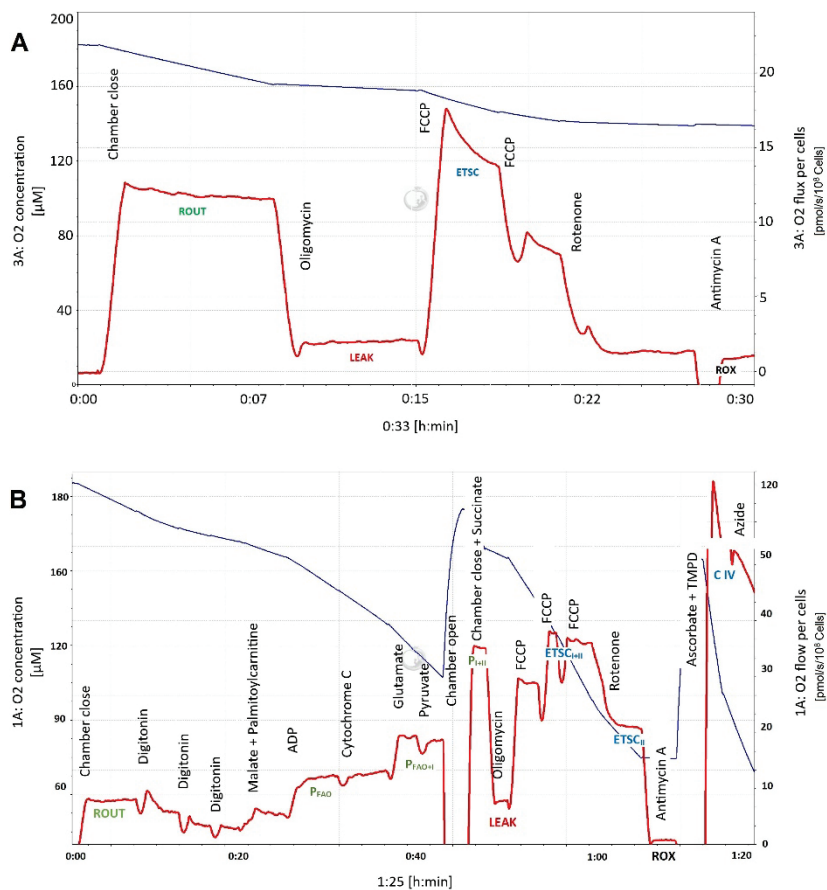 A
200
160
120
80
40
0
3A: O2 concentration
[µM]
20
15
10
5
0
3A: O2 flux per cells
[pmol/s/10⁶ Cells]
Chamber close
ROUT
Oligomycin
LEAK
FCCP
ETSC
FCCP
Rotenone
Antimycin A
ROX
0:00
0:07
0:15
0:22
0:30
0:33 [h:min]
B
180
160
120
90
60
1A: O2 concentration
[µM]
120
50
40
30
20
10
0
1A: O2 flow per cells
[pmol/s/10⁶ Cells]
Chamber close
ROUT
Digitonin
Digitonin
Digitonin
Malate + Palmitoylcarnitine
ADP
PFAO
Cytochrome C
Glutamate
PFAO+I
Pyruvate
Chamber open
Chamber close + Succinate
PI+II
Oligomycin
LEAK
FCCP
FCCP
ETSCI+II
FCCP
Rotenone
ETSCII
Antimycin A
ROX
Ascorbate + TMPD
C IV
Azide
0:00
0:20
0:40
1:00
1:20
1:25 [h:min]